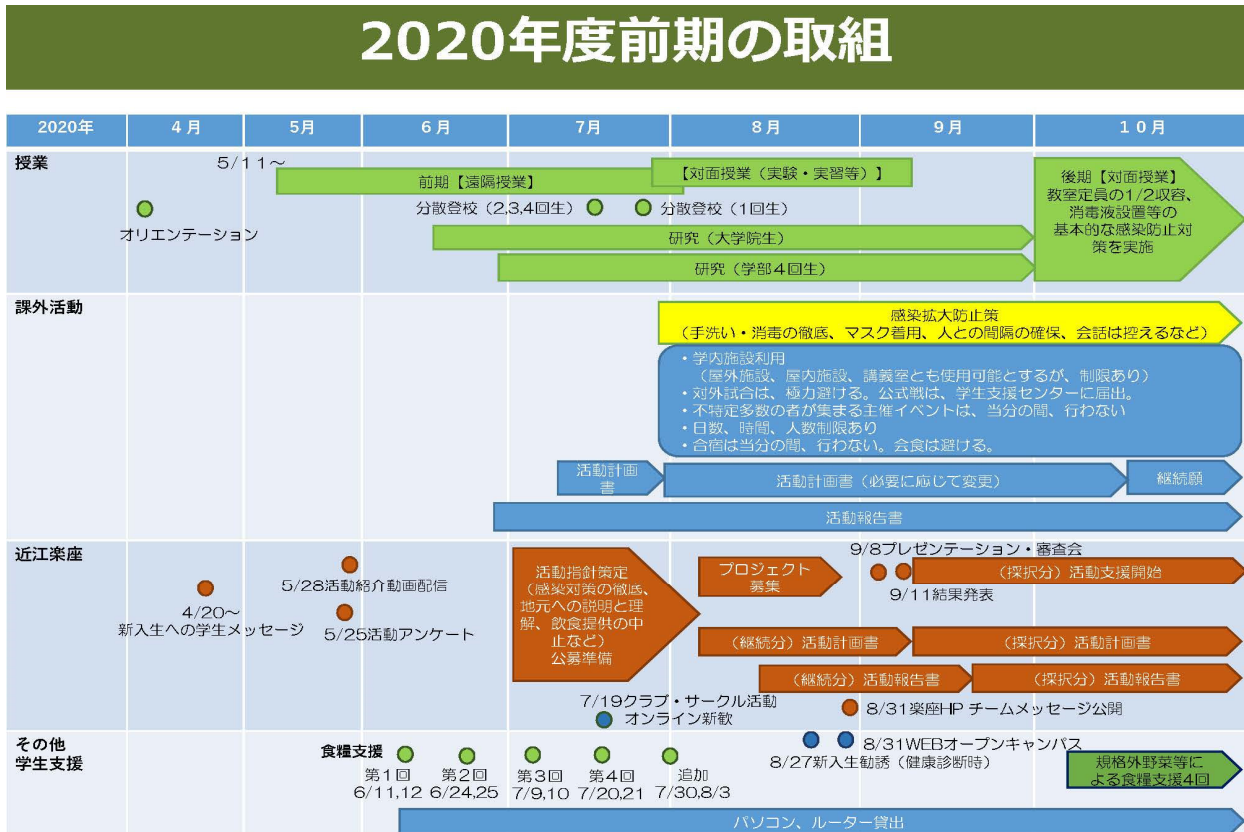 2020年度前期の取組
2020年
4月
5月
6月
7月
8月
9月
10月
授業
5/11～
前期【遠隔授業】
【対面授業（実験・実習等）】
分散登校（2,3,4回生）
分散登校（1回生）
オリエンテーション
研究（大学院生）
研究（学部4回生）
後期【対面授業】
教室定員の1/2収容、
消毒液設置等の
基本的な感染防止対
策を実施
課外活動
感染拡大防止策
（手洗い・消毒の徹底、マスク着用、人との間隔の確保、会話は控えるなど）
・学内施設利用
（屋外施設、屋内施設、講義室とも使用可能とするが、制限あり）
・対外試合は、極力避ける。公式戦は、学生支援センターに届出。
・不特定多数の者が集まる主催イベントは、当分の間、行わない
・日数、時間、人数制限あり
・合宿は当分の間、行わない。会食は避ける。
活動計画
書
活動計画書（必要に応じて変更）
継続願
活動報告書
近江楽座
4/20～
新入生への学生メッセージ
5/28活動紹介動画配信
5/25活動アンケート
活動指針策定
（感染対策の徹底、
地元への説明と理
解、飲食提供の中
止など）
公募準備
プロジェクト
募集
9/8プレゼンテーション・審査会
9/11結果発表
（採択分）活動支援開始
（継続分）活動計画書
（採択分）活動計画書
（継続分）活動報告書
（採択分）活動報告書
7/19クラブ・サークル活動
オンライン新歓
8/31楽座HP チームメッセージ公開
その他
学生支援
食糧支援
第1回
6/11,12
第2回
6/24,25
第3回
7/9,10
第4回
7/20,21
追加
7/30,8/3
8/31WEBオープンキャンパス
8/27新入生勧誘（健康診断時）
規格外野菜等に
よる食糧支援4回
パソコン、ルーター貸出